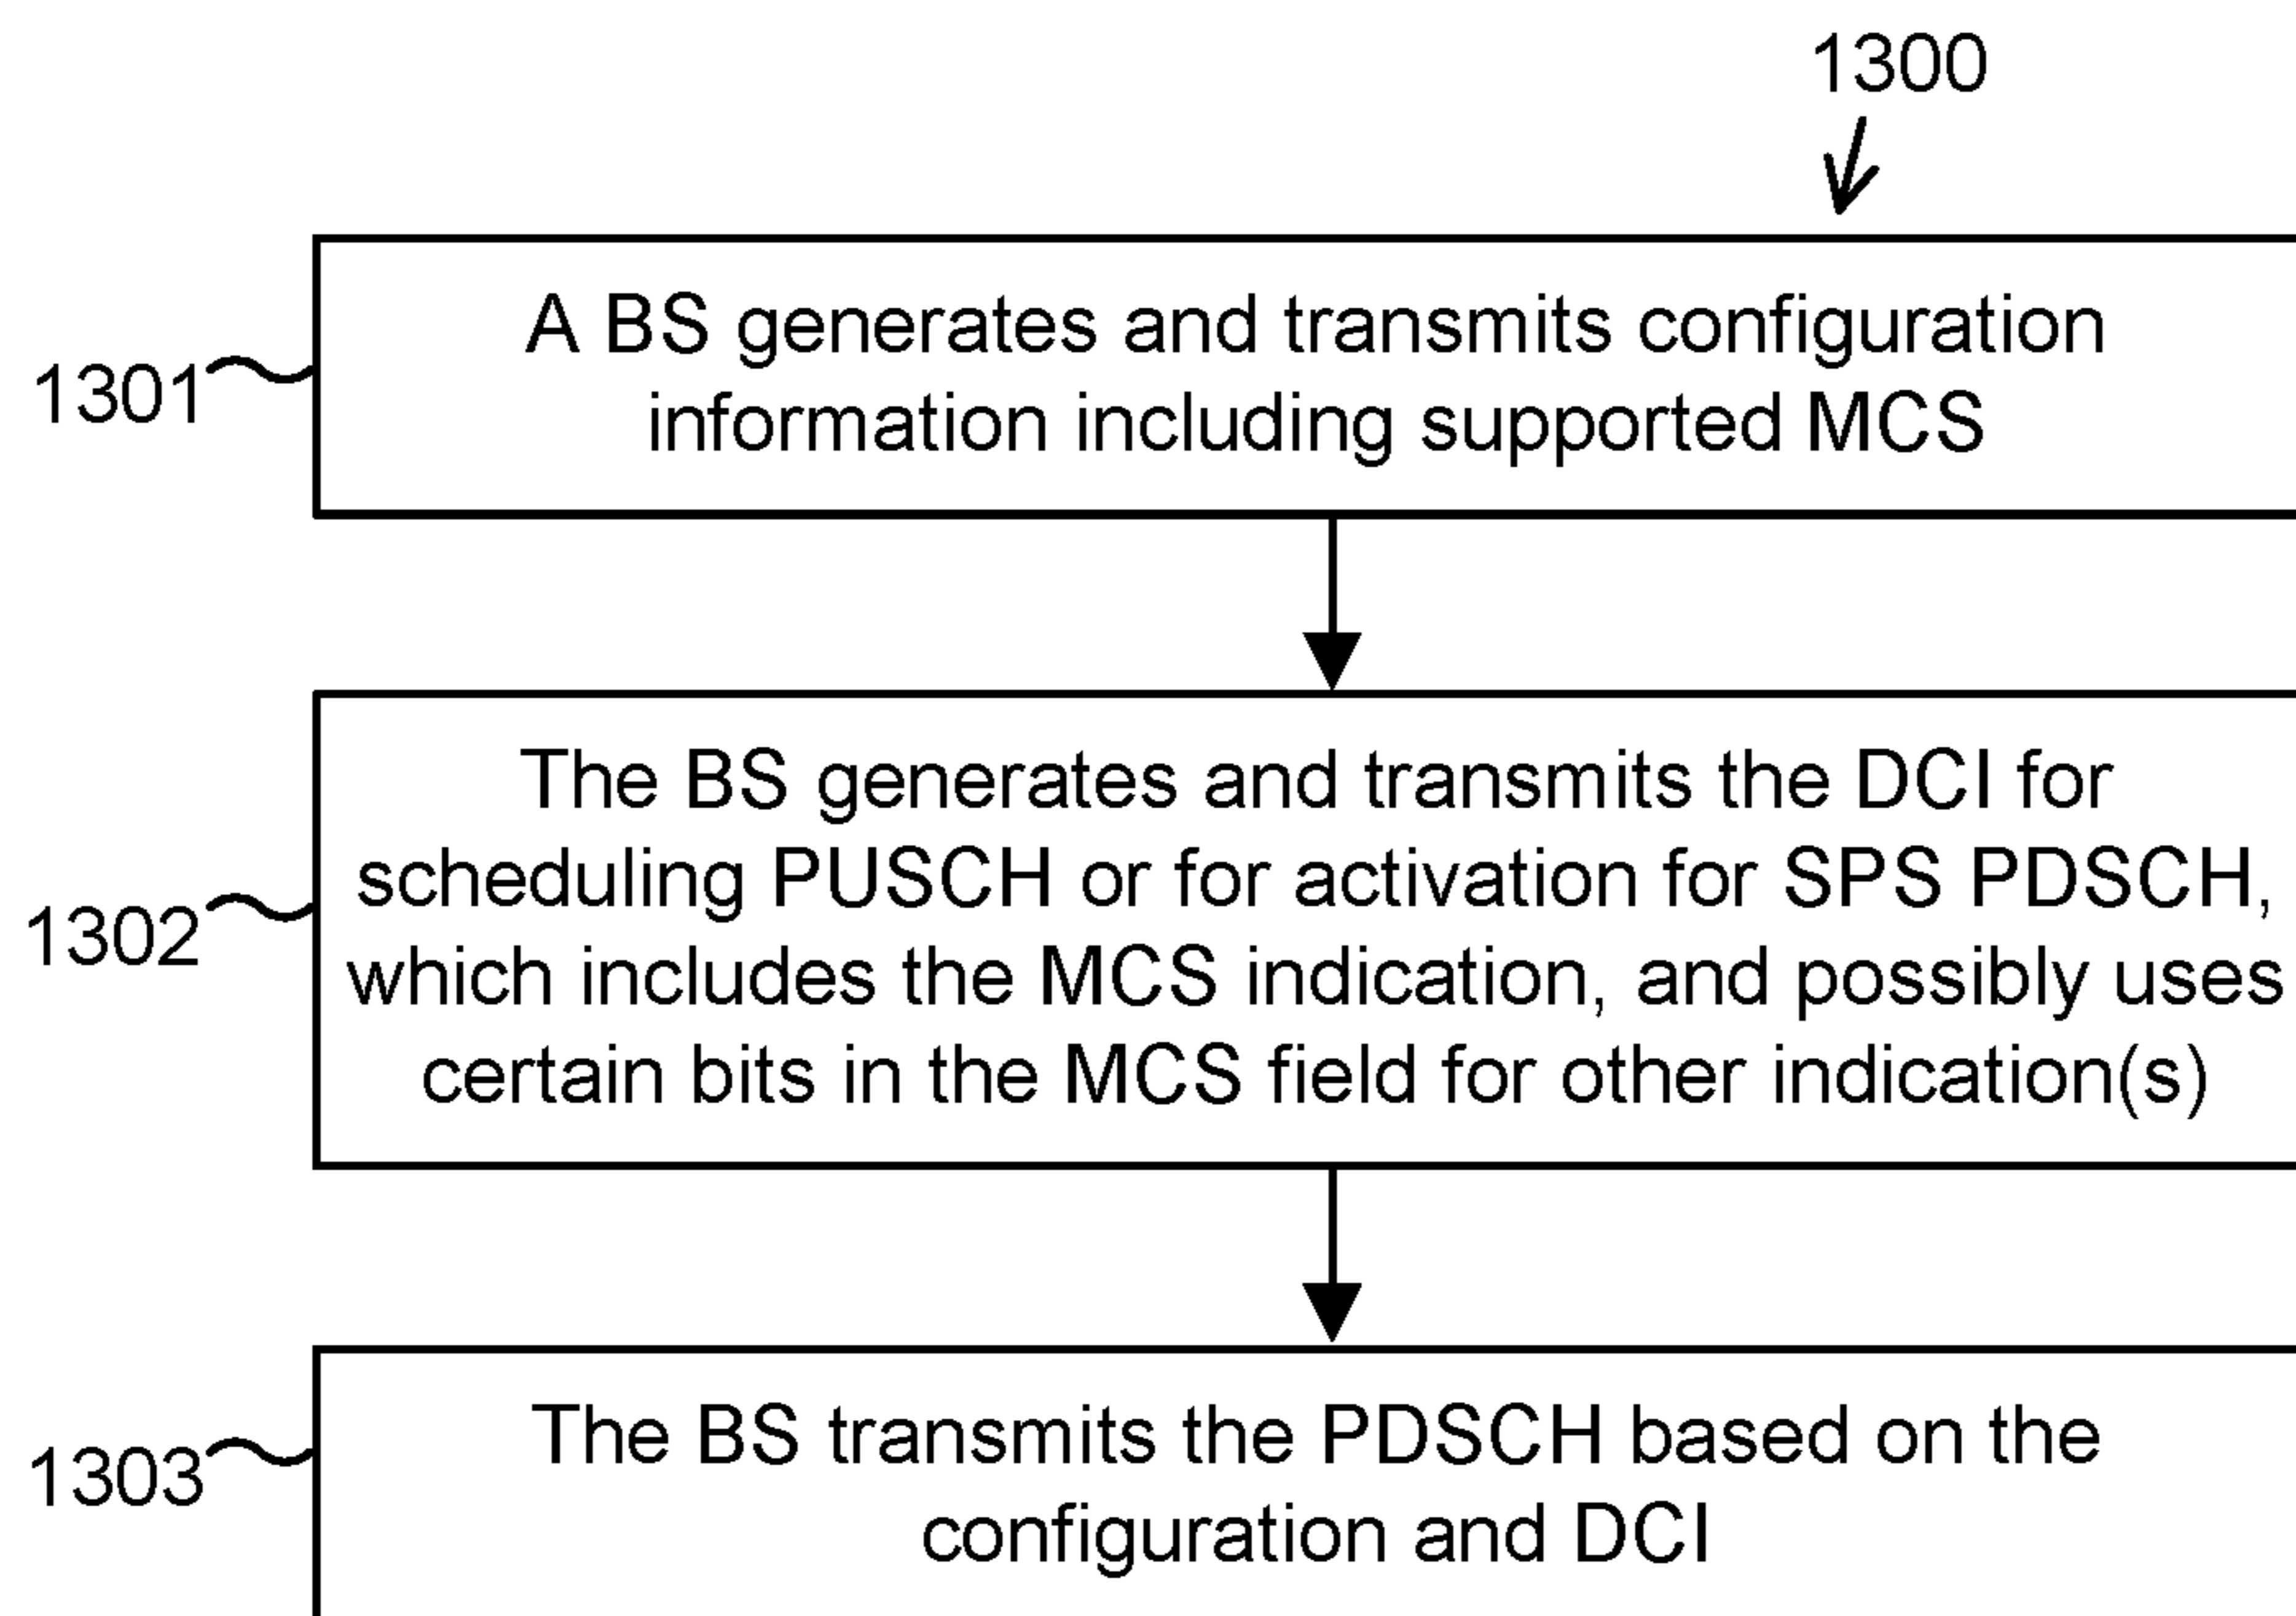 1300
1301
A BS generates and transmits configuration
information including supported MCS
1302
The BS generates and transmits the DCI for
scheduling PUSCH or for activation for SPS PDSCH,
which includes the MCS indication, and possibly uses
certain bits in the MCS field for other indication(s)
1303
The BS transmits the PDSCH based on the
configuration and DCI